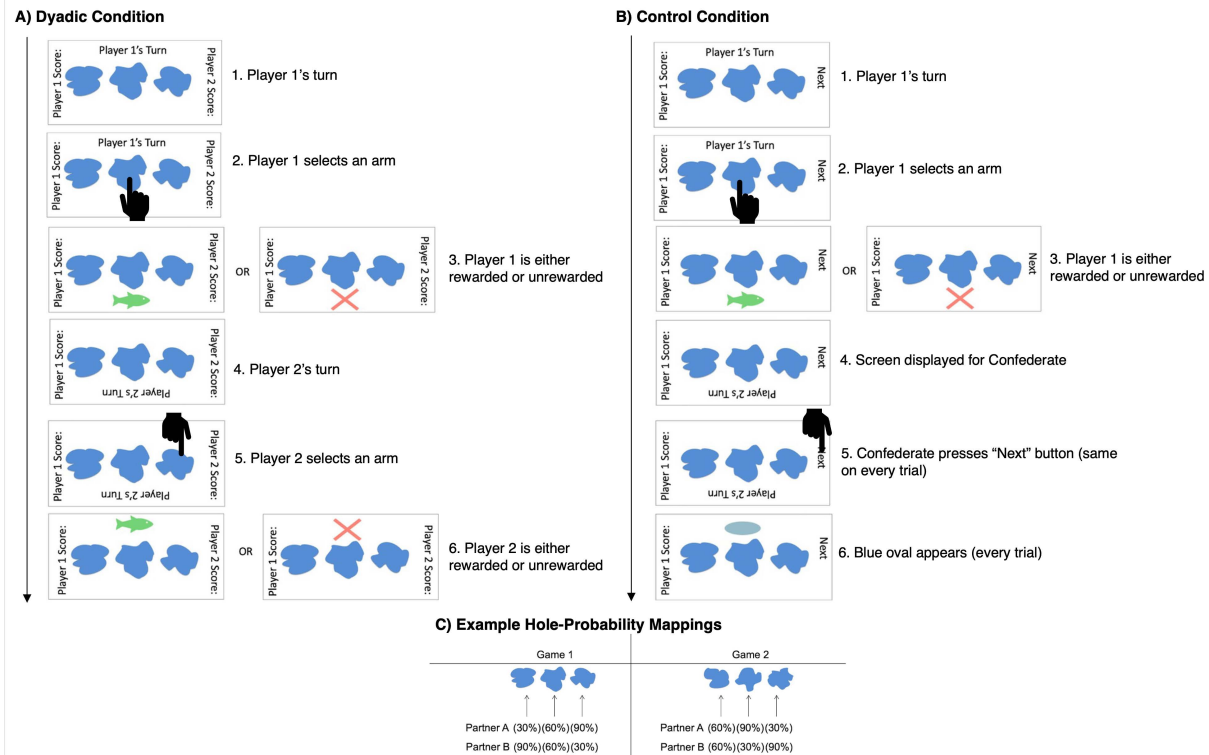 A) Dyadic Condition
Player 1's Turn
Player 1 Score:
Player 2 Score:
1. Player 1's turn
Player 1's Turn
Player 1 Score:
Player 2 Score:
2. Player 1 selects an arm
Player 1 Score:
Player 2 Score:
OR
Player 1 Score:
Player 2 Score:
3. Player 1 is either
rewarded or unrewarded
Player 1 Score:
Player 2 Score:
Player 2's Turn
4. Player 2's turn
Player 1 Score:
Player 2 Score:
Player 2's Turn
5. Player 2 selects an arm
Player 1 Score:
Player 2 Score:
OR
Player 1 Score:
Player 2 Score:
6. Player 2 is either
rewarded or unrewarded
B) Control Condition
Player 1's Turn
Player 1 Score:
Next
1. Player 1's turn
Player 1's Turn
Player 1 Score:
Next
2. Player 1 selects an arm
Player 1 Score:
Next
OR
Player 1 Score:
Next
3. Player 1 is either
rewarded or unrewarded
Player 1 Score:
Next
Player 2's Turn
4. Screen displayed for Confederate
Player 1 Score:
Next
Player 2's Turn
5. Confederate presses “Next” button (same
on every trial)
Player 1 Score:
Next
6. Blue oval appears (every trial)
C) Example Hole-Probability Mappings
Game 1
Partner A (30%)(60%)(90%)
Partner B (90%)(60%)(30%)
Game 2
Partner A (60%)(90%)(30%)
Partner B (60%)(30%)(90%)